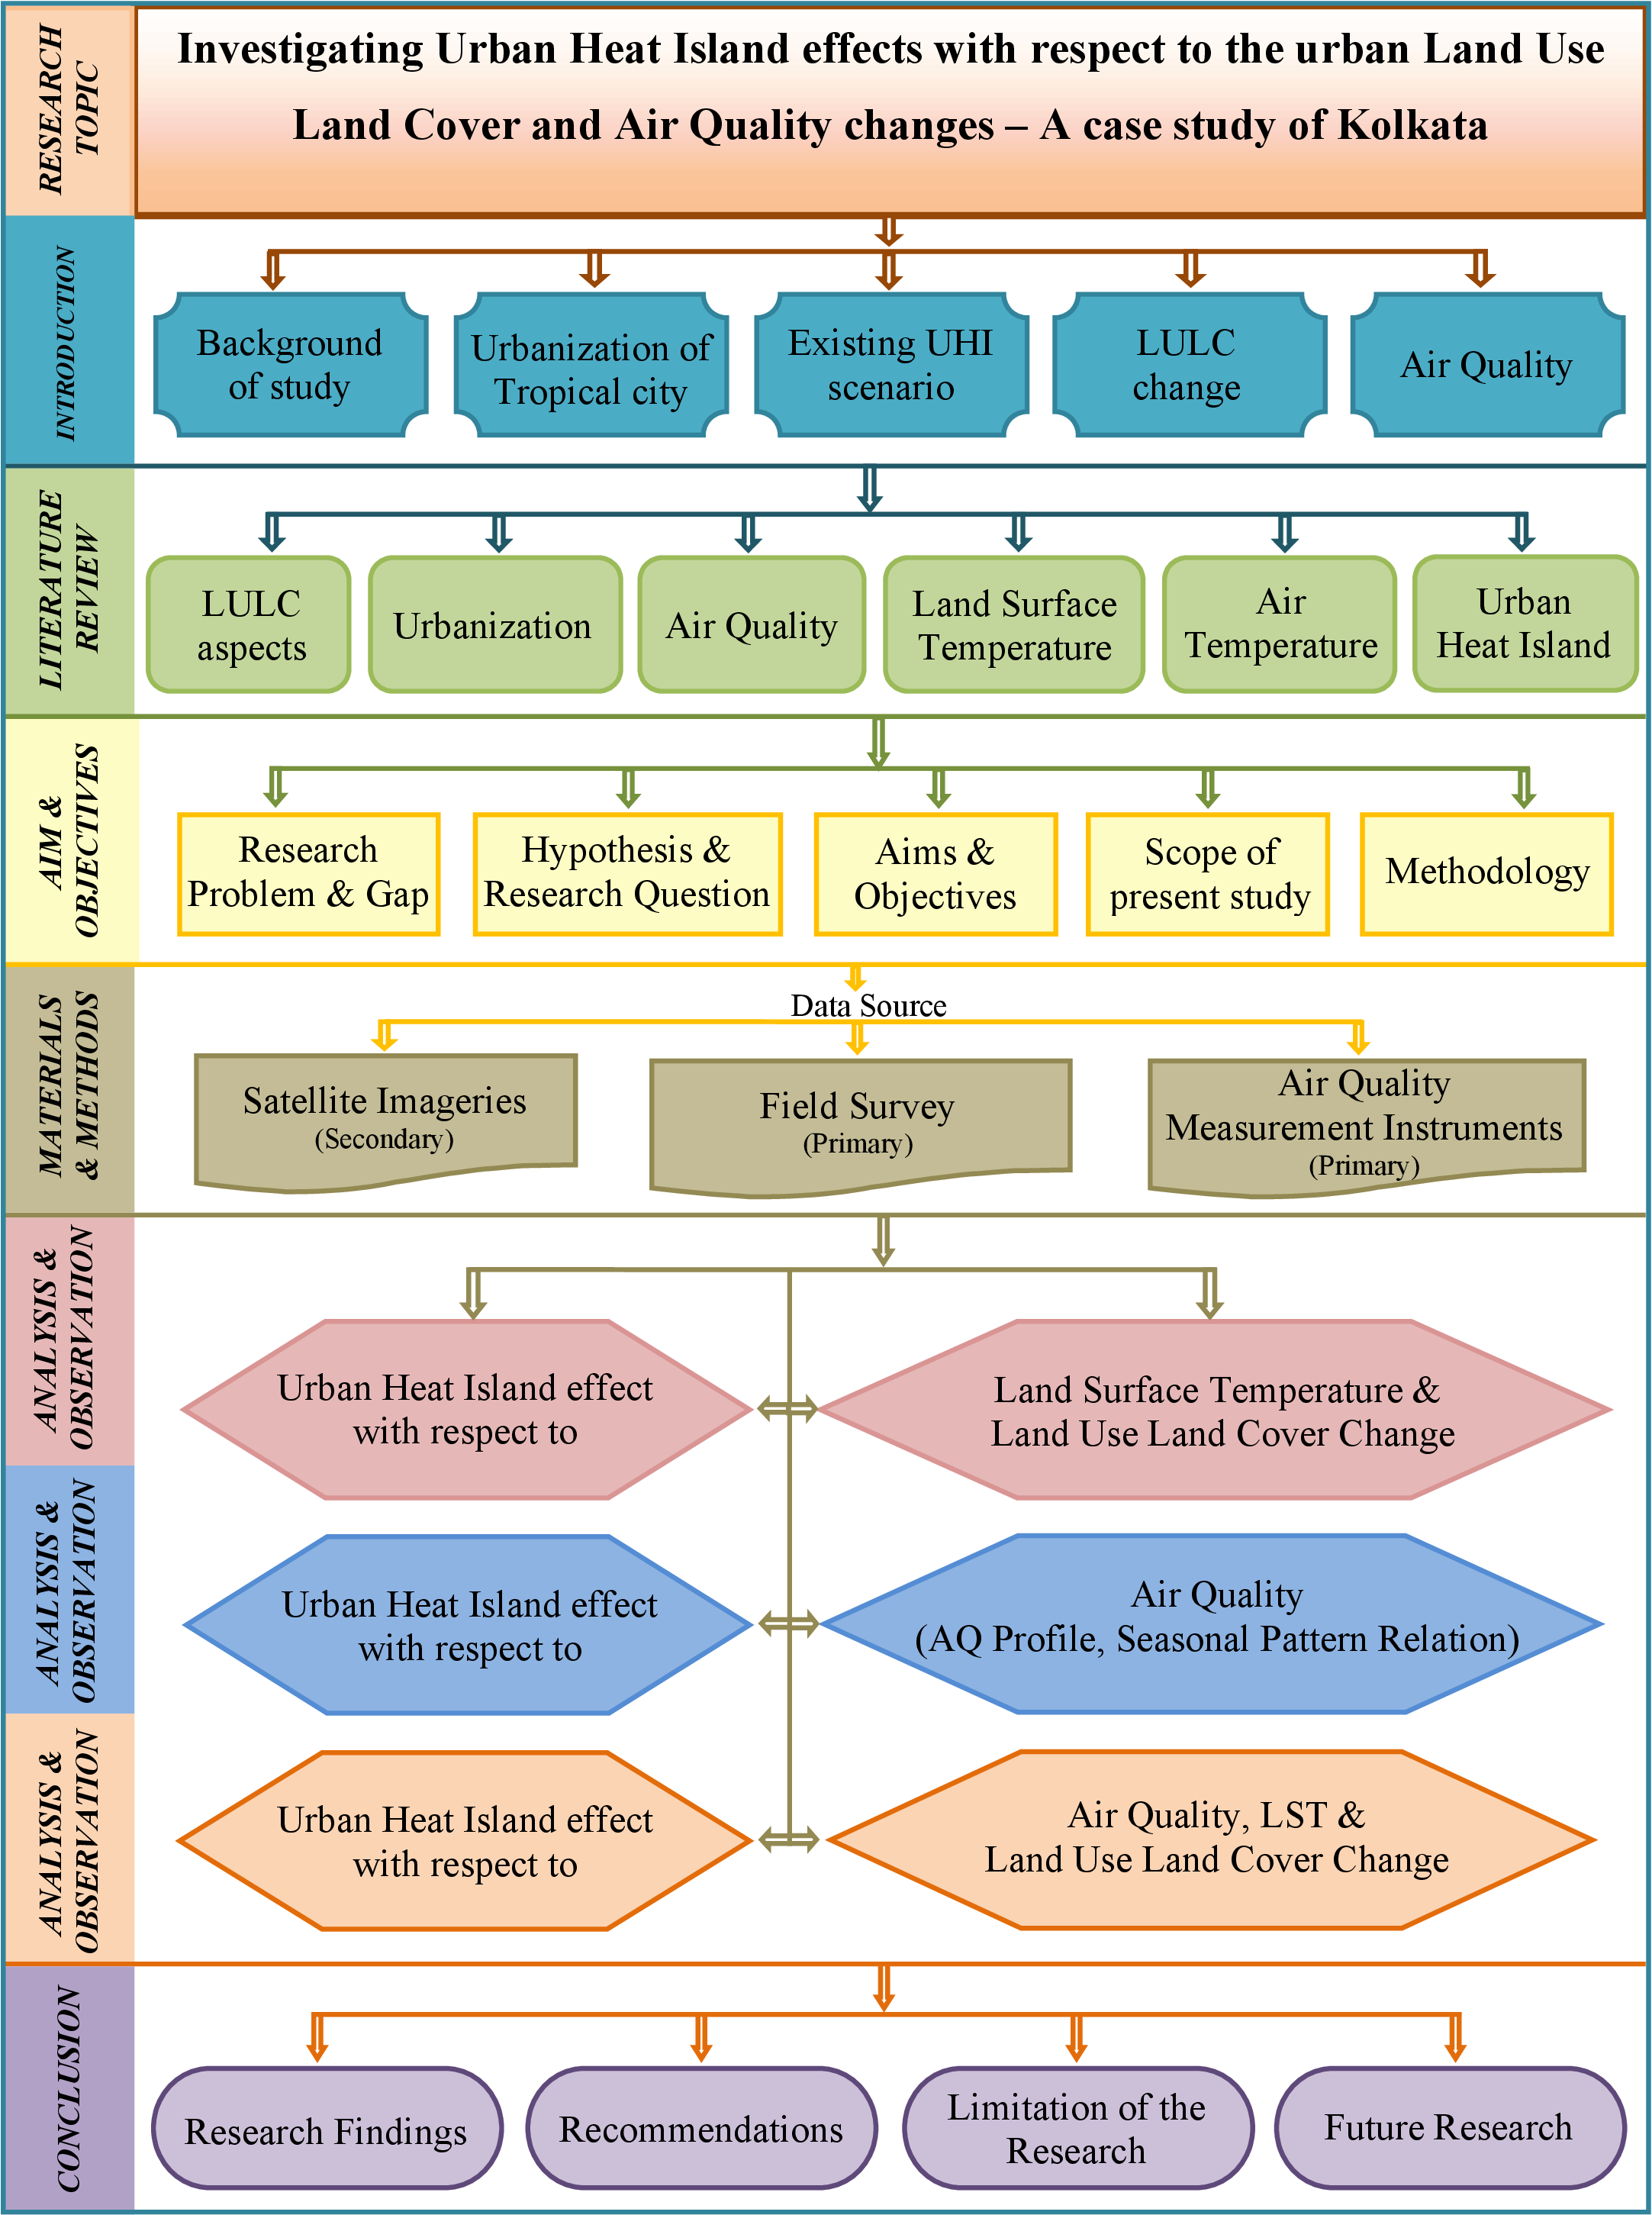 RESEARCH
TOPIC
Investigating Urban Heat Island effects with respect to the urban Land Use
Land Cover and Air Quality changes – A case study of Kolkata
INTRODUCTION
Background
of study
Urbanization of
Tropical city
Existing UHI
scenario
LULC
change
Air Quality
LITERATURE
REVIEW
LULC
aspects
Urbanization
Air Quality
Land Surface
Temperature
Air
Temperature
Urban
Heat Island
AIM &
OBJECTIVES
Research
Problem & Gap
Hypothesis &
Research Question
Aims &
Objectives
Scope of
present study
Methodology
MATERIALS
& METHODS
Data Source
Satellite Imageries
(Secondary)
Field Survey
(Primary)
Air Quality
Measurement Instruments
(Primary)
ANALYSIS &
OBSERVATION
Urban Heat Island effect
with respect to
Land Surface Temperature &
Land Use Land Cover Change
ANALYSIS &
OBSERVATION
Urban Heat Island effect
with respect to
Air Quality
(AQ Profile, Seasonal Pattern Relation)
ANALYSIS &
OBSERVATION
Urban Heat Island effect
with respect to
Air Quality, LST &
Land Use Land Cover Change
CONCLUSION
Research Findings
Recommendations
Limitation of the
Research
Future Research